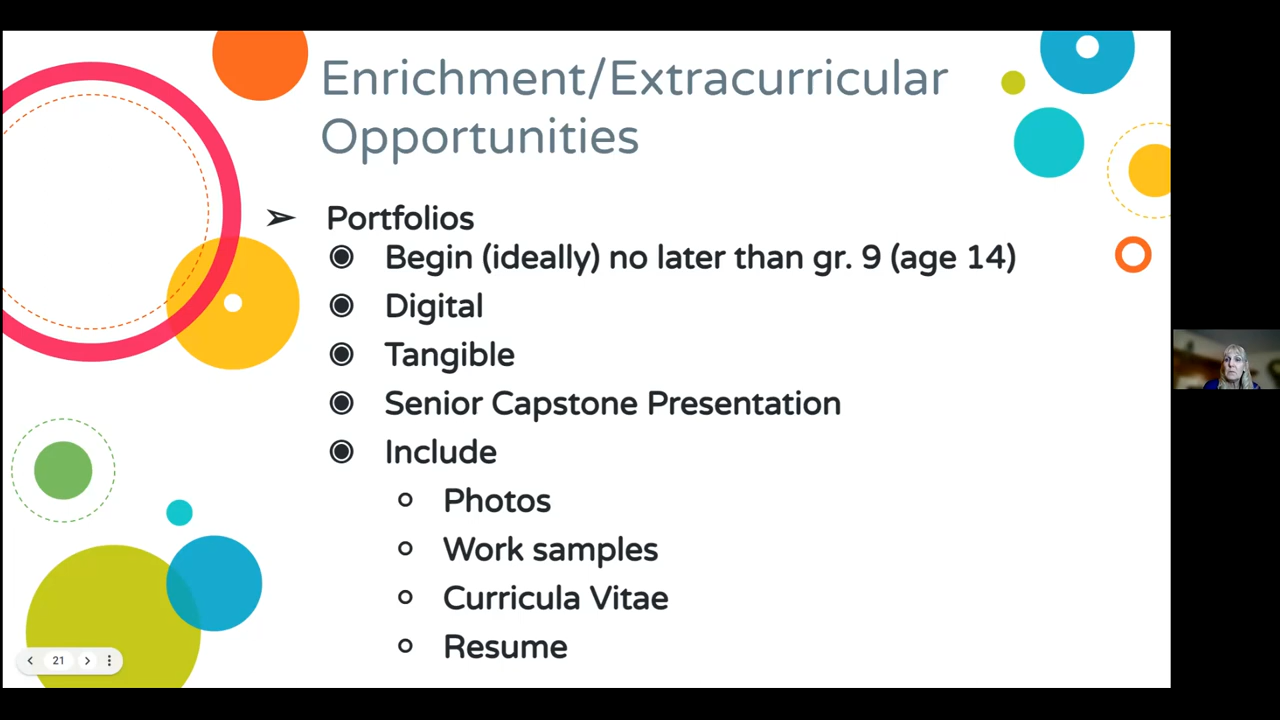 Enrichment/Extracurricular
Opportunities
➢ Portfolios
◉ Begin (ideally) no later than gr. 9 (age 14)
◉ Digital
◉ Tangible
◉ Senior Capstone Presentation
◉ Include
○ Photos
○ Work samples
○ Curricula Vitae
○ Resume
21